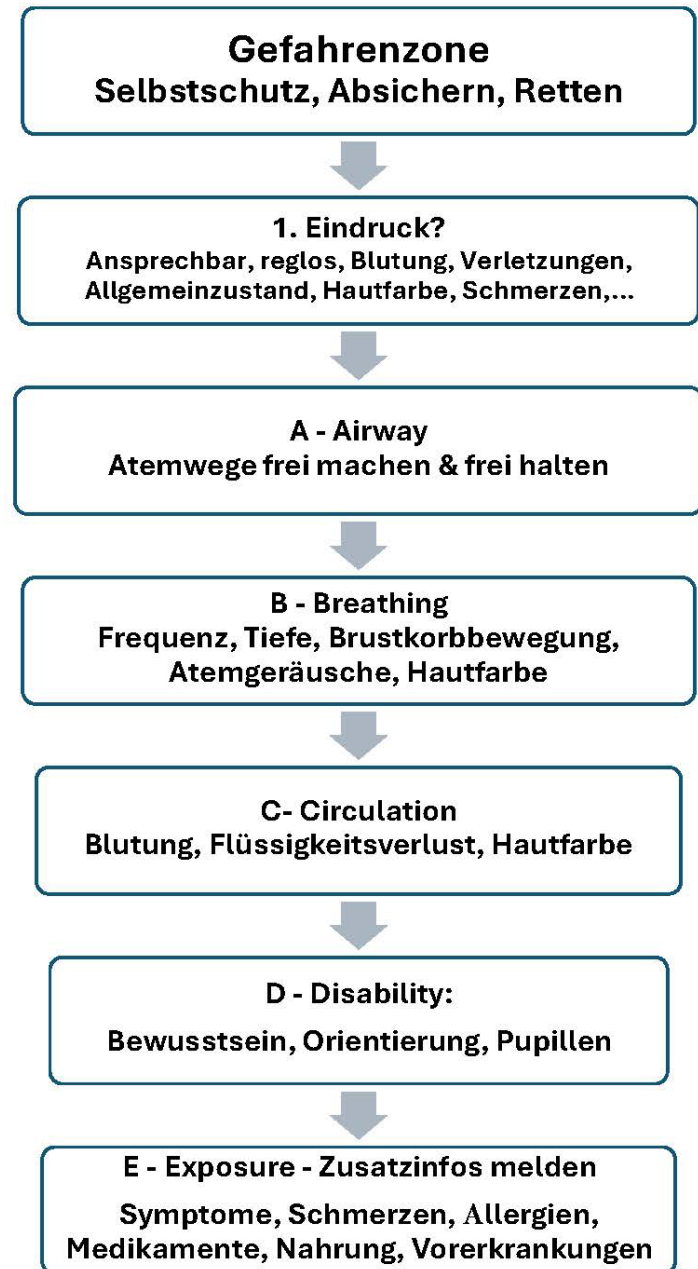 Gefahrenzone
Selbstschutz, Absichern, Retten
1. Eindruck?
Ansprechbar, reglos, Blutung, Verletzungen,
Allgemeinzustand, Hautfarbe, Schmerzen,...
A - Airway
Atemwege frei machen & frei halten
B - Breathing
Frequenz, Tiefe, Brustkorbbewegung,
Atemgeräusche, Hautfarbe
C- Circulation
Blutung, Flüssigkeitsverlust, Hautfarbe
D - Disability:
Bewusstsein, Orientierung, Pupillen
E - Exposure - Zusatzinfos melden
Symptome, Schmerzen, Allergien,
Medikamente, Nahrung, Vorerkrankungen